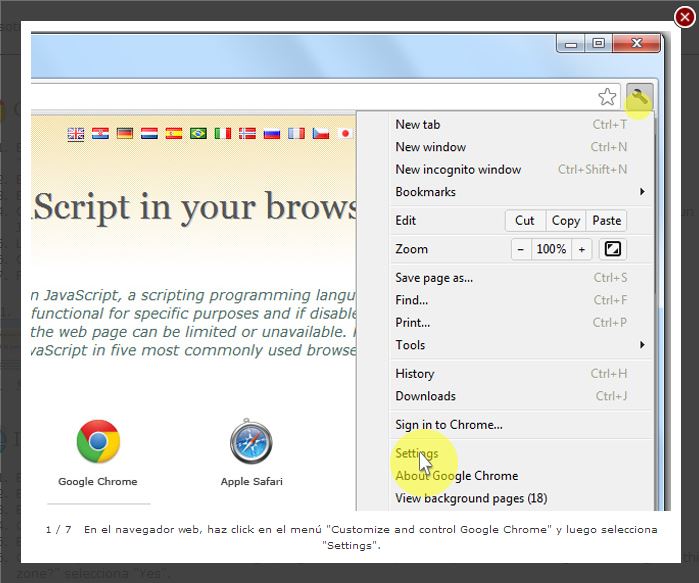 New tab Ctrl+T
New window Ctrl+N
New incognito window Ctrl+Shift+N
Bookmarks
Edit Cut Copy Paste
Zoom - 100% +
Save page as... Ctrl+S
Find... Ctrl+F
Print... Ctrl+P
Tools
History Ctrl+H
Downloads Ctrl+J
Sign in to Chrome...
Settings
About Google Chrome
View background pages (18)
Script in your brows
n JavaScript, a scripting programming langu
functional for specific purposes and if disable
the web page can be limited or unavailable.
vaScript in five most commonly used browse
Google Chrome
Apple Safari
1 / 7 En el navegador web, haz click en el menú "Customize and control Google Chrome" y luego selecciona
"Settings".
zone?" selecciona "Yes".